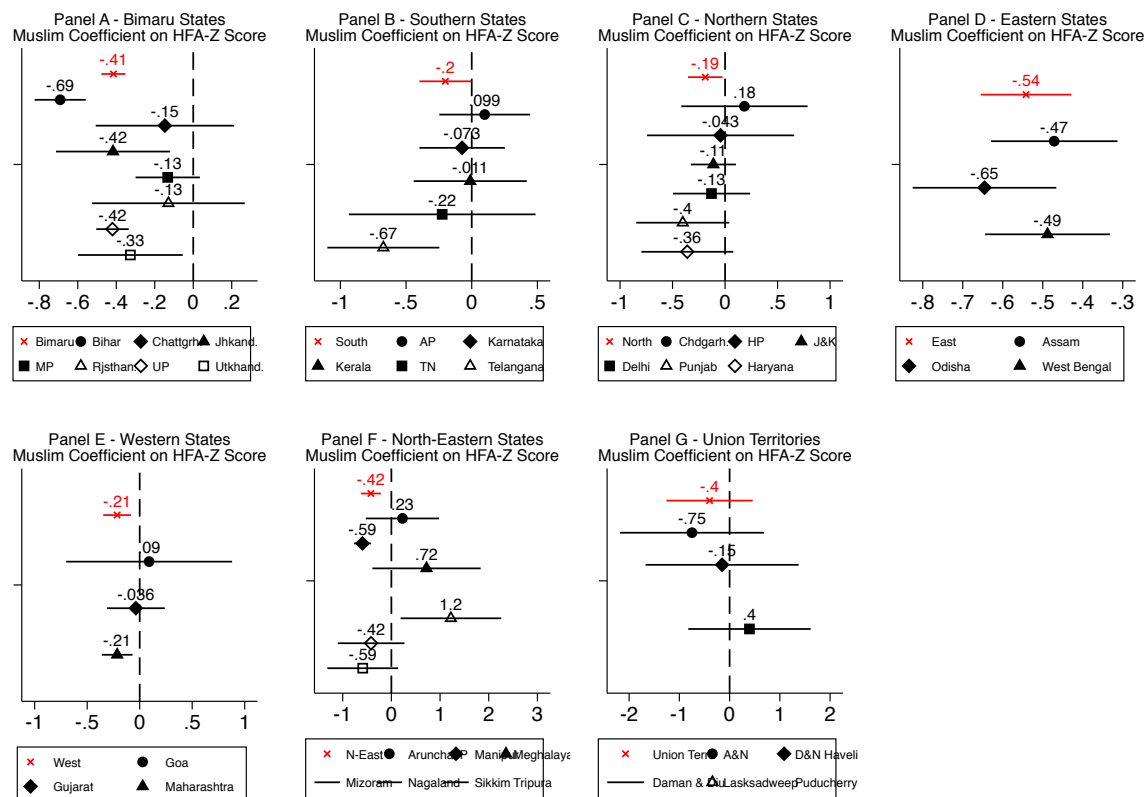 Panel A - Bimaru States
Muscle Coefficient on HFA-Z Score
-.41
-.69
-.15
-.42
-.13
-.13
-.42
-.33
-.8 -.6 -.4 -.2 0 .2
Bimaru Bihar Chattgrh Jhkand.
MP Rjsthan UP Utkhand.
Panel B - Southern States
Muslim Coefficient on HFA-Z Score
-.2
.099
-.073
-.011
-.22
-.67
-1 -.5 0 .5
South AP Karnataka
Kerala TN Telangana
Panel C - Northern States
Muslim Coefficient on HFA-Z Score
-.19
.18
-.043
-.11
-.13
-.4
-.36
-1 -.5 0 .5 1
North Chdgarh. HP J&K
Delhi Punjab Haryana
Panel D - Eastern States
Muslim Coefficient on HFA-Z Score
-.54
-.47
-.65
-.49
-.8 -.7 -.6 -.5 -.4 -.3
East Assam
Odisha West Bengal
Panel E - Western States
Muslim Coefficient on HFA-Z Score
-.21
.09
-.036
-.21
-1 -.5 0 .5 1
West Goa
Gujarat Maharashtra
Panel F - North-Eastern States
Muslim Coefficient on HFA-Z Score
-.42
.23
-.59
.72
1.2
-.42
-.59
-1 0 1 2 3
N-East Manipur Meghalaya
Mizoram Nagaland Sikkim Tripura
Panel G - Union Territories
Muslim Coefficient on HFA-Z Score
-.4
-.75
-.15
.4
-2 -1 0 1 2
Union Terr A&N D&N Haveli
Daman & Diu Lasksadweep Puducherry